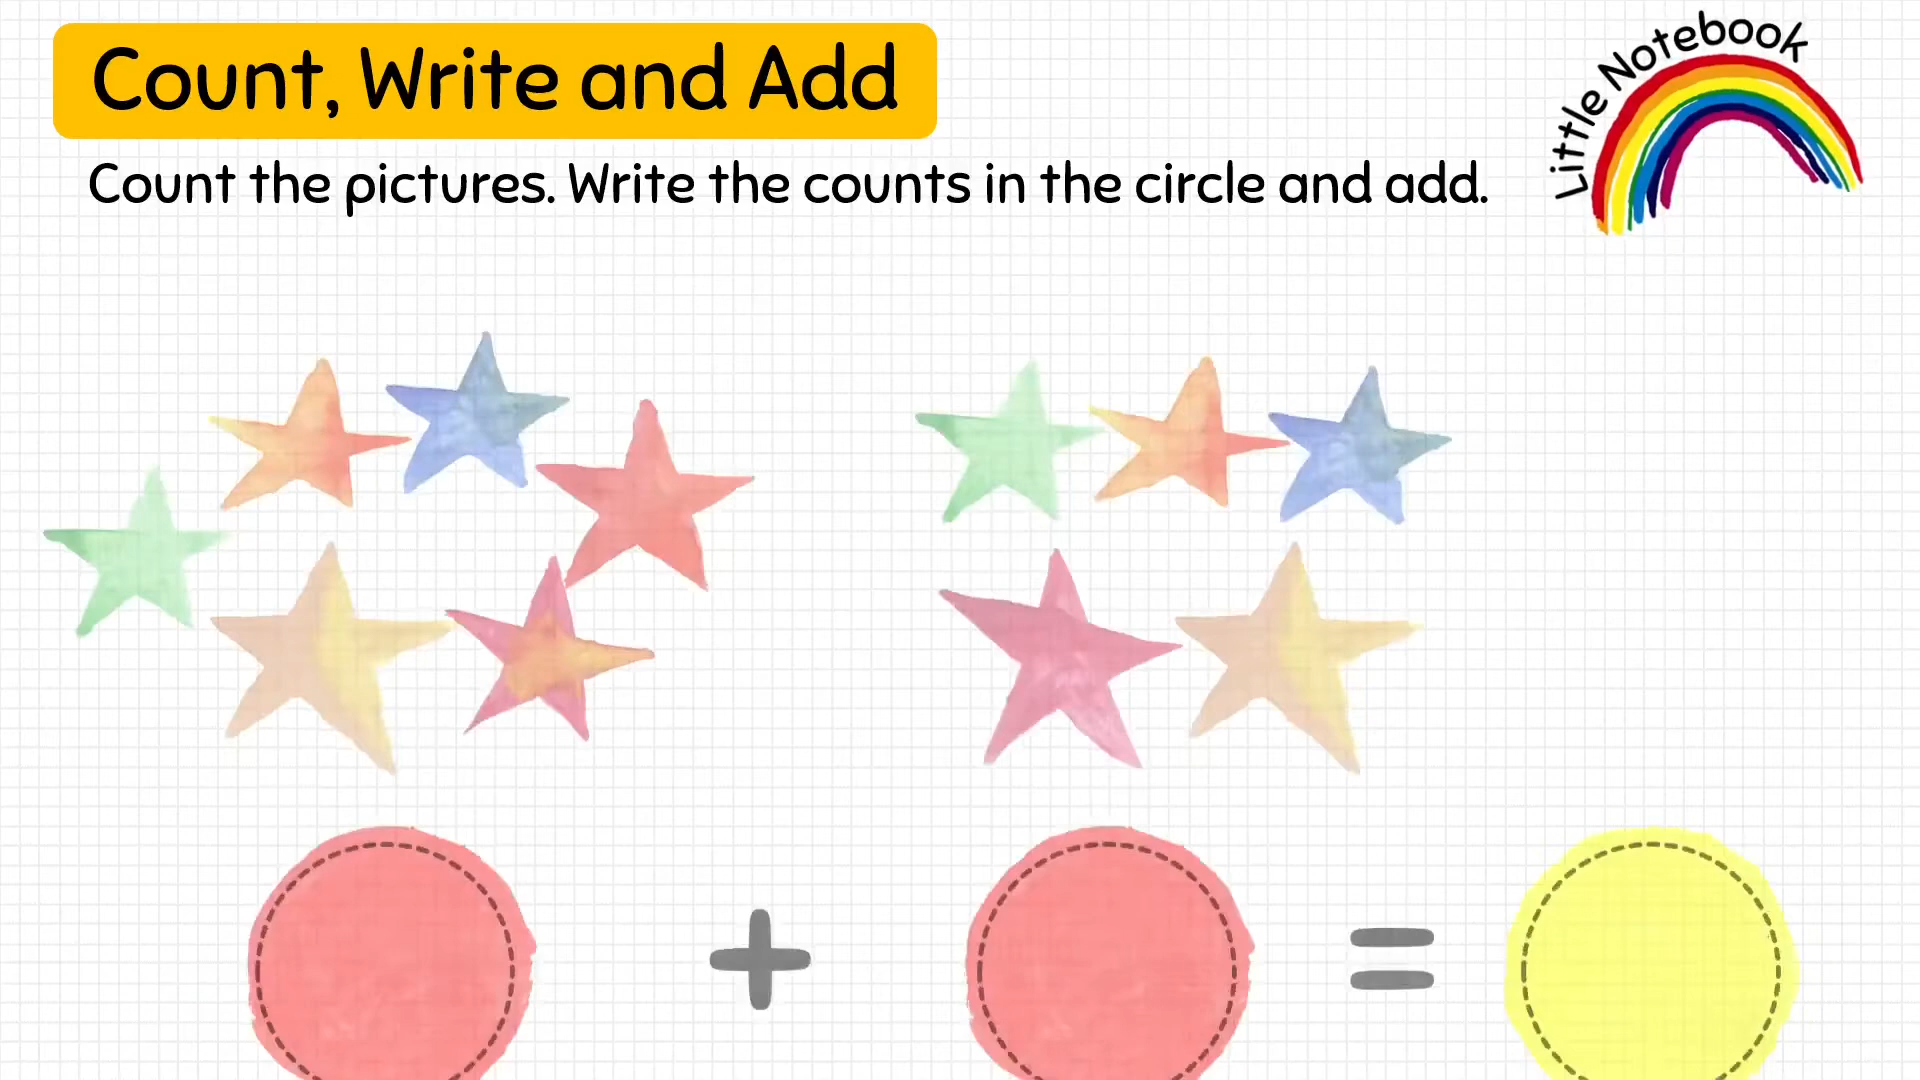 Count, Write and Add
Little Notebook
Count the pictures. Write the counts in the circle and add.
+ =